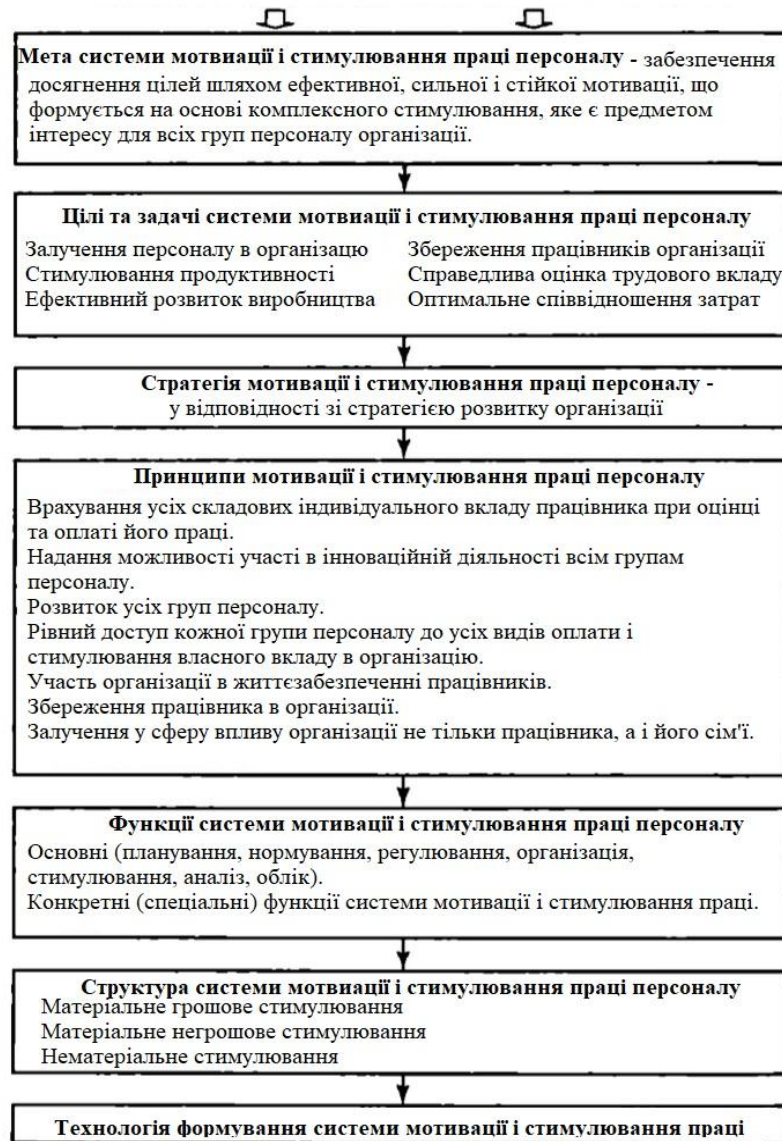 Мета системи мотвиації і стимулювання праці персоналу - забезпечення
досягнення цілей шляхом ефективної, сильної і стійкої мотивації, що
формується на основі комплексного стимулювання, яке є предметом
інтересу для всіх груп персоналу організації.
Цілі та задачі системи мотвиації і стимулювання праці персоналу
Залучення персоналу в організацю
Стимулювання продуктивності
Ефективний розвиток виробництва
Збереження працівників організації
Справедлива оцінка трудового вкладу
Оптимальне співвідношення затрат
Стратегія мотивації і стимулювання праці персоналу -
у відповідності зі стратегією розвитку організації
Принципи мотивації і стимулювання праці персоналу
Врахування усіх складових індивідуального вкладу працівника при оцінці
та оплаті його праці.
Надання можливості участі в інноваційній діяльності всім групам
персоналу.
Розвиток усіх груп персоналу.
Рівний доступ кожної групи персоналу до усіх видів оплати і
стимулювання власного вкладу в організацію.
Участь організації в життєзабезпеченні працівників.
Збереження працівника в організації.
Залучення у сферу впливу організації не тільки працівника, а і його сім'ї.
Функції системи мотивації і стимулювання праці персоналу
Основні (планування, нормування, регулювання, організація,
стимулювання, аналіз, облік).
Конкретні (спеціальні) функції системи мотивації і стимулювання праці.
Структура системи мотвиації і стимулювання праці персоналу
Матеріальне грошове стимулювання
Матеріальне негрошове стимулювання
Нематеріальне стимулювання
Технологія формування системи мотивації і стимулювання праці